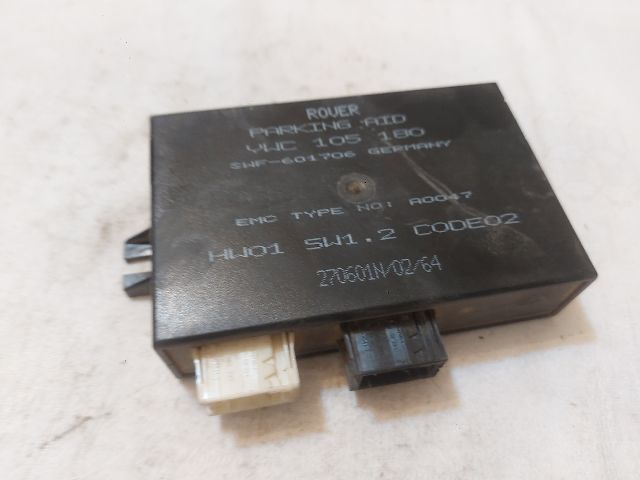 ROVER
PARKING AID
YWC 105 180
SWF-601706 GERMANY
EMC TYPE NO: A0047
HW01 SW1.2 CODE02
270601N/02/64